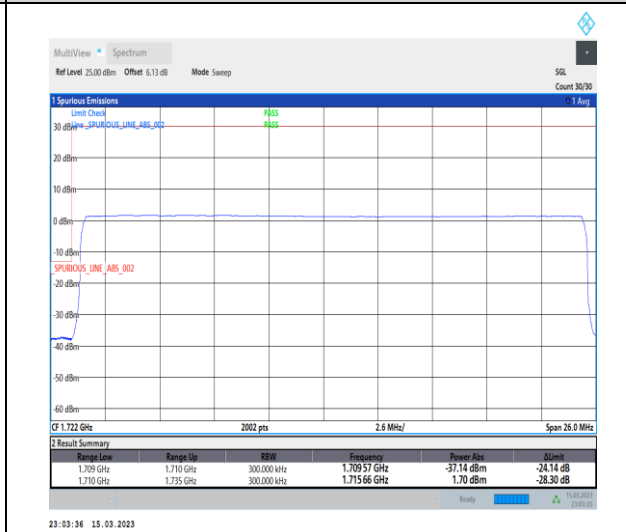 MultiView Spectrum
Ref Level 25.00 dBm Offset 6.13 dB Mode Sweep SGL
Count 30/30
1 Spurious Emissions 1 Avg
Limit Check PASS
30 dBm Line _SPURIOUS_LINE_ABS_002 PASS
20 dBm
10 dBm
0 dBm
-10 dBm
_SPURIOUS_LINE_ABS_002
-20 dBm
-30 dBm
-40 dBm
-50 dBm
-60 dBm
CF 1.722 GHz 2002 pts 2.6 MHz/ Span 26.0 MHz
2 Result Summary
Range Low Range Up RBW Frequency Power Abs ΔLimit
1.709 GHz 1.710 GHz 300.000 kHz 1.709 57 GHz -37.14 dBm -24.14 dB
1.710 GHz 1.735 GHz 300.000 kHz 1.715 66 GHz 1.70 dBm -28.30 dB
Ready 15.03.2023
23:03:35
23:03:36 15.03.2023